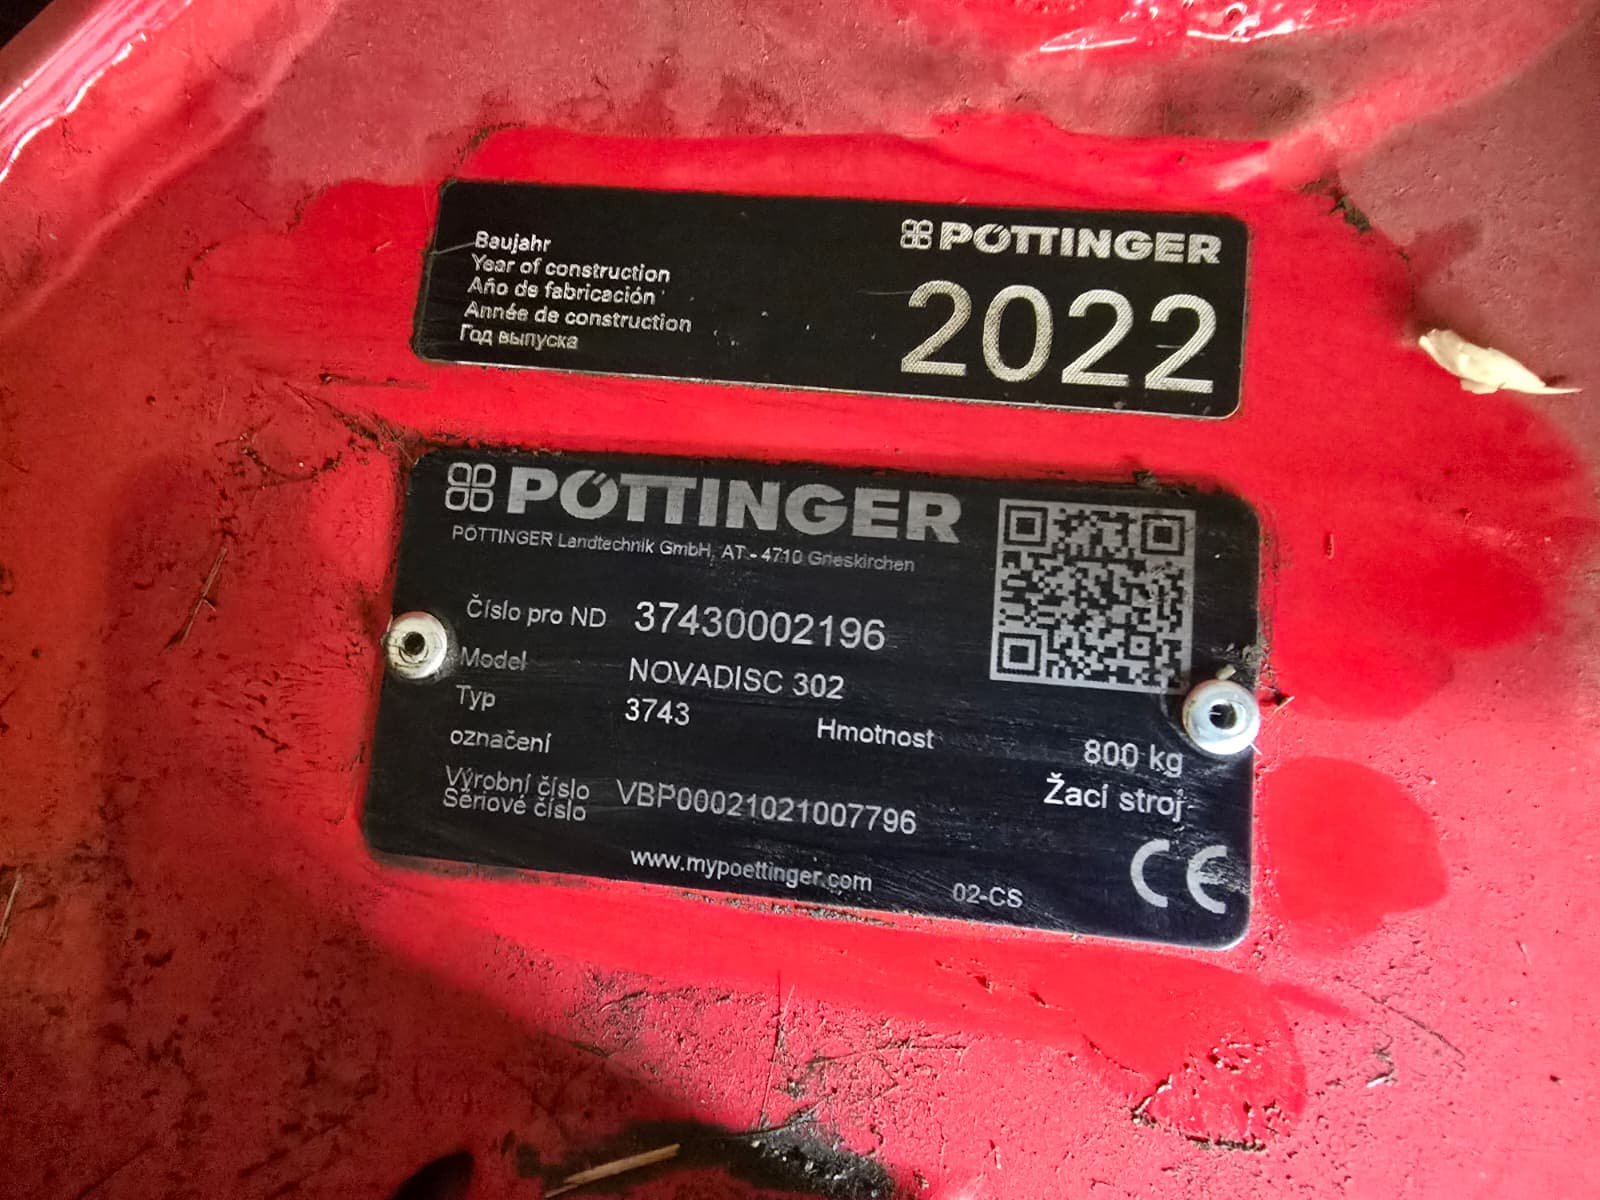 Baujahr
Year of construction
Año de fabricación
Année de construction
Год выпуска
PÖTTINGER
2022
PÖTTINGER
PÖTTINGER Landtechnik GmbH, AT - 4710 Grieskirchen
Číslo pro ND 37430002196
Model NOVADISC 302
Typ 3743 Hmotnost 800 kg
označení Žací stroj
Výrobní číslo VBP00021021007796
Sériové číslo
www.mypoettinger.com 02-CS CE